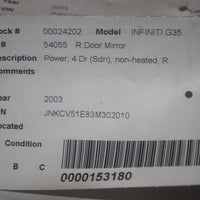 ock # 00024202 Model INFINITI G35
# 54055 R Door Mirror
escription Power, 4 Dr (Sdn), non-heated, R.
omments
ear 2003
IN JNKCV51E83M302010
ocated
Condition
B C
0000153180